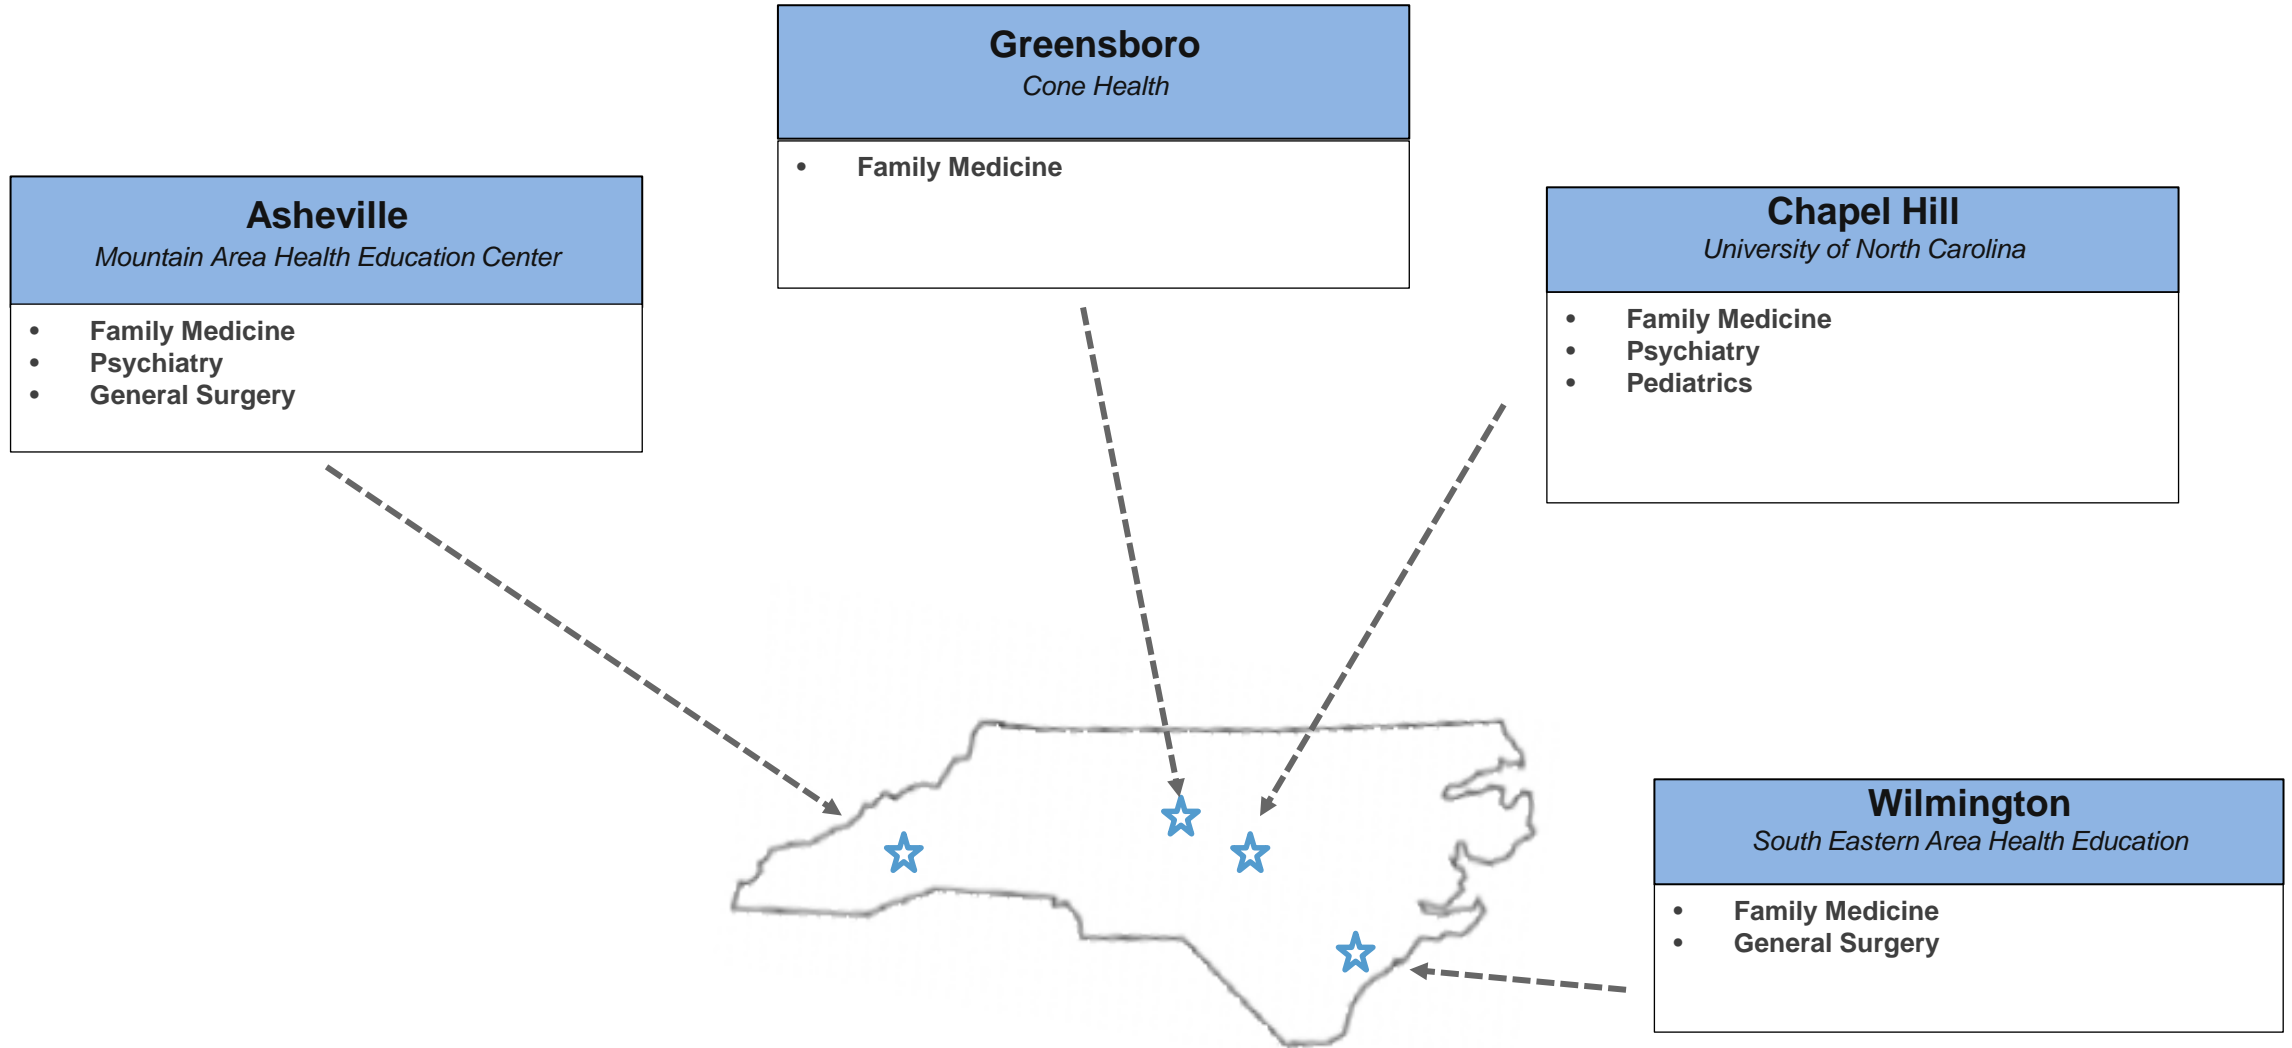 Greensboro
Cone Health
• Family Medicine
Asheville
Mountain Area Health Education Center
• Family Medicine
• Psychiatry
• General Surgery
Chapel Hill
University of North Carolina
• Family Medicine
• Psychiatry
• Pediatrics
Wilmington
South Eastern Area Health Education
• Family Medicine
• General Surgery